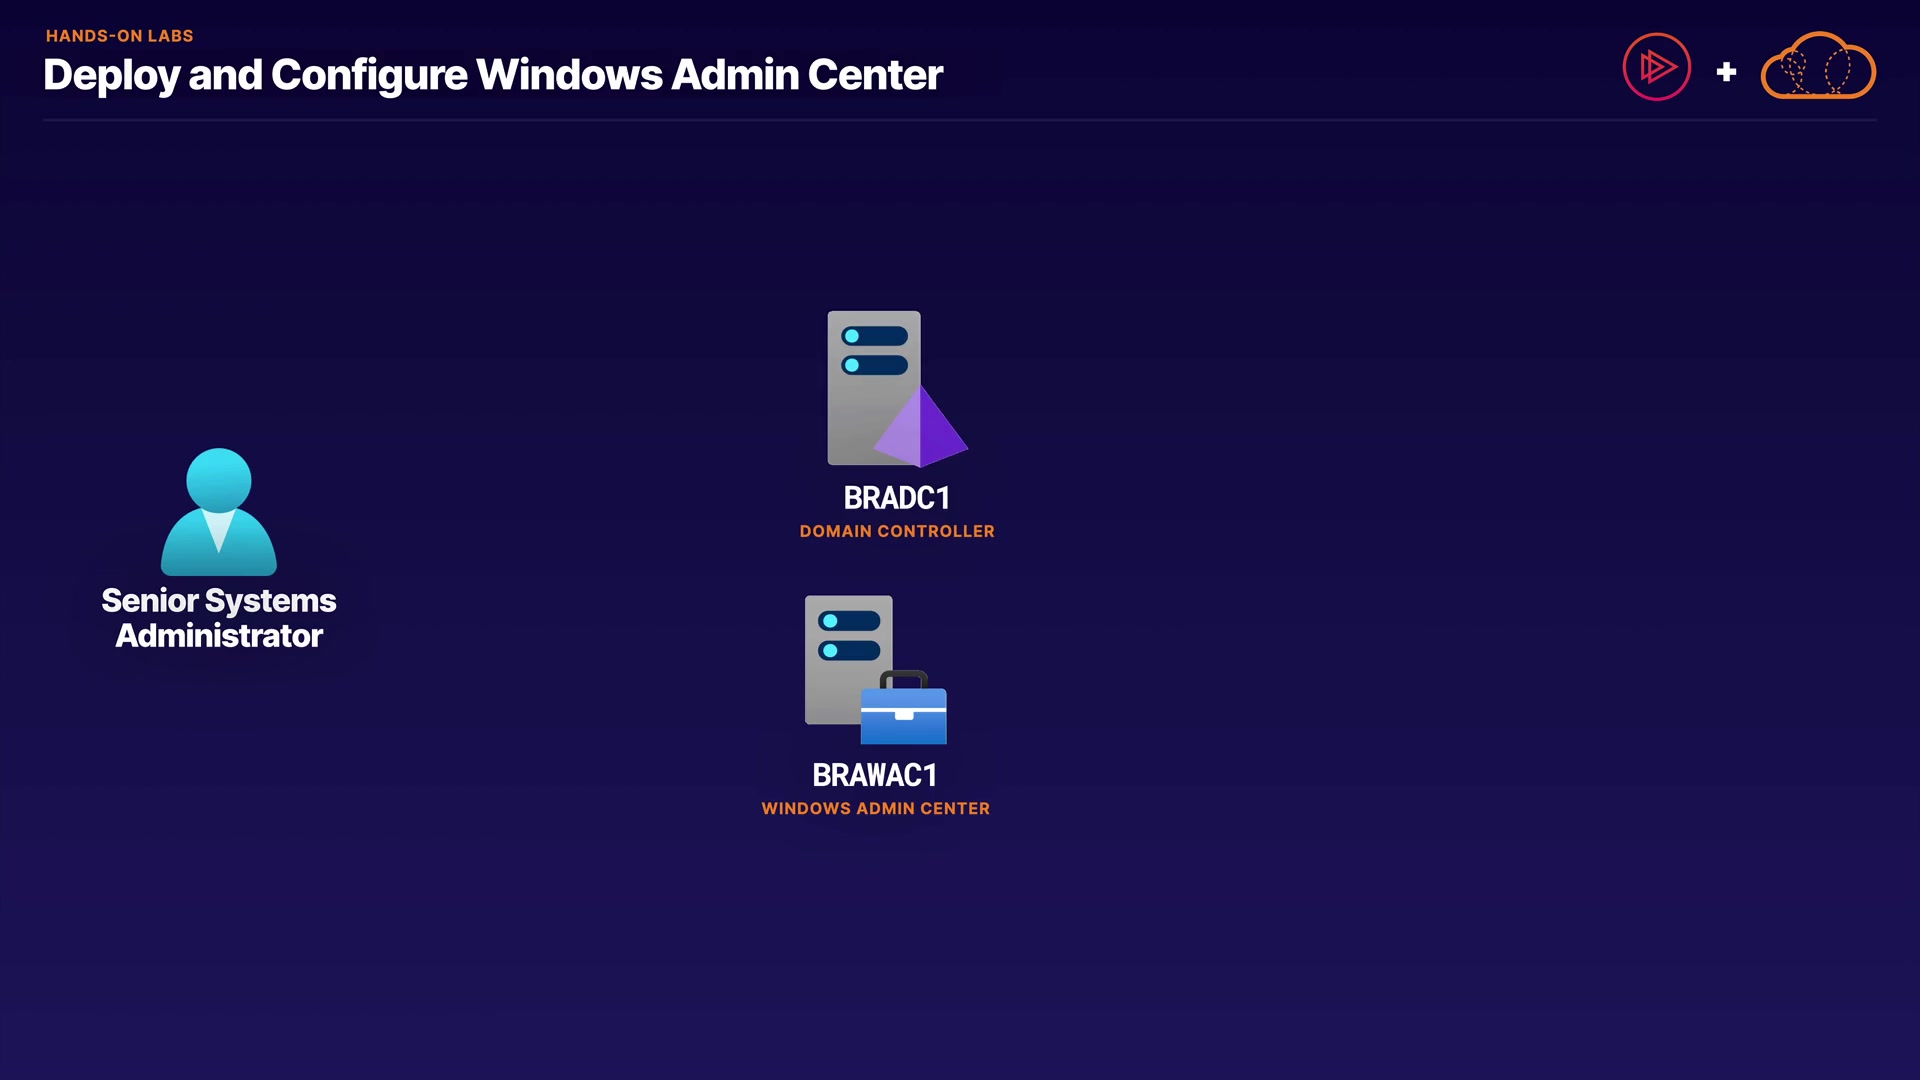 HANDS-ON LABS
Deploy and Configure Windows Admin Center
BRADC1
DOMAIN CONTROLLER
Senior Systems
Administrator
BRAWAC1
WINDOWS ADMIN CENTER